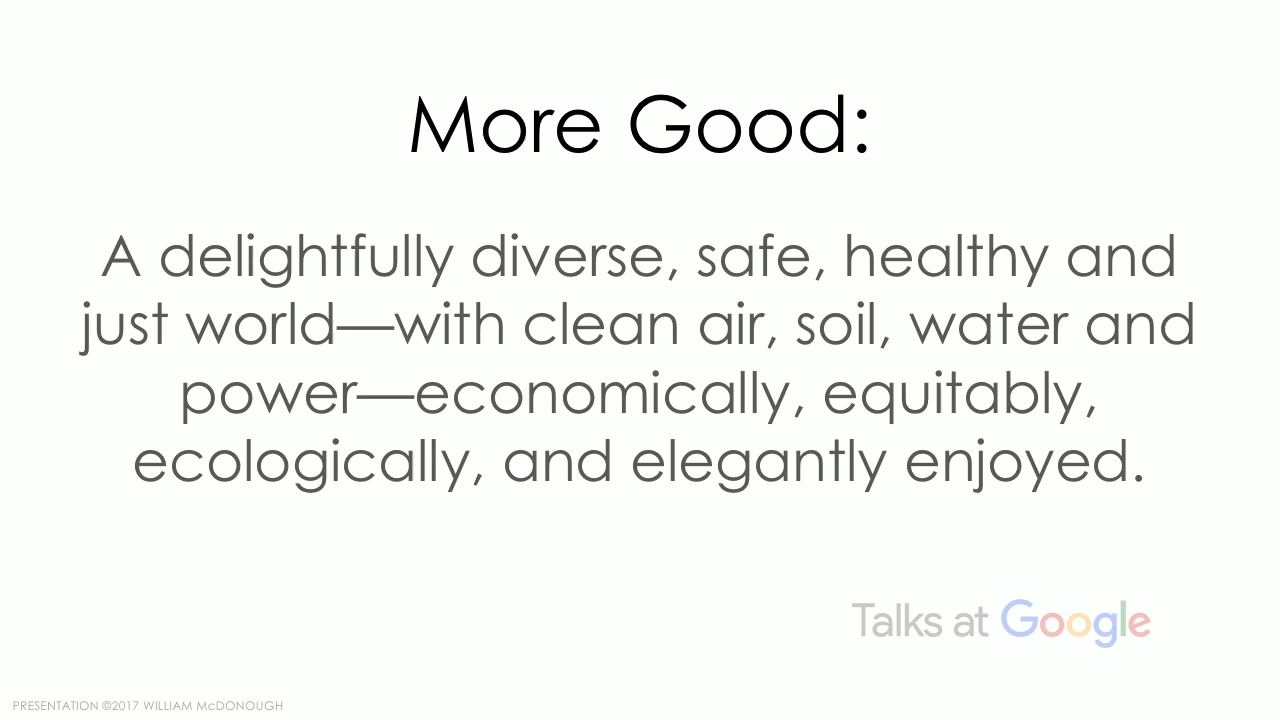 More Good:
A delightfully diverse, safe, healthy and
just world—with clean air, soil, water and
power—economically, equitably,
ecologically, and elegantly enjoyed.
Talks at Google
PRESENTATION ©2017 WILLIAM McDONOUGH